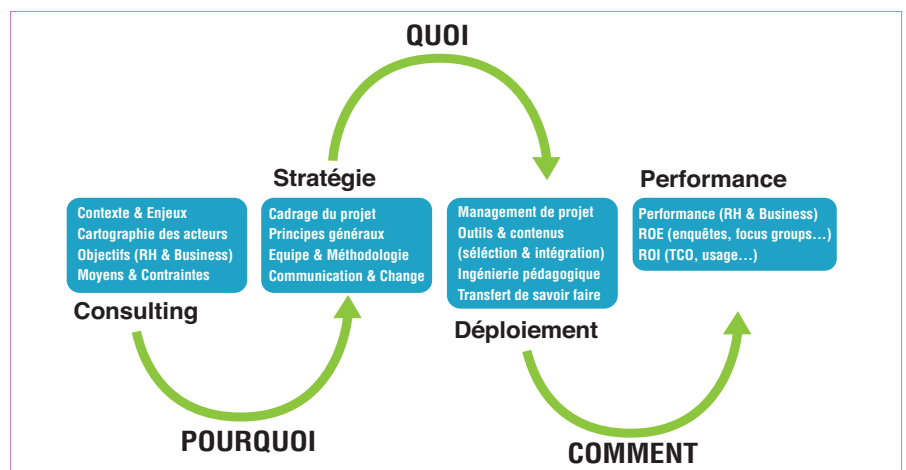 QUOI
Stratégie
Performance
Contexte & Enjeux
Cartographie des acteurs
Objectifs (RH & Business)
Moyens & Contraintes
Consulting
Cadrage du projet
Principes généraux
Equipe & Méthodologie
Communication & Change
Management de projet
Outils & contenus
(séléction & intégration)
Ingénierie pédagogique
Transfert de savoir faire
Déploiement
Performance (RH & Business)
ROE (enquêtes, focus groups...)
ROI (TCO, usage...)
POURQUOI
COMMENT